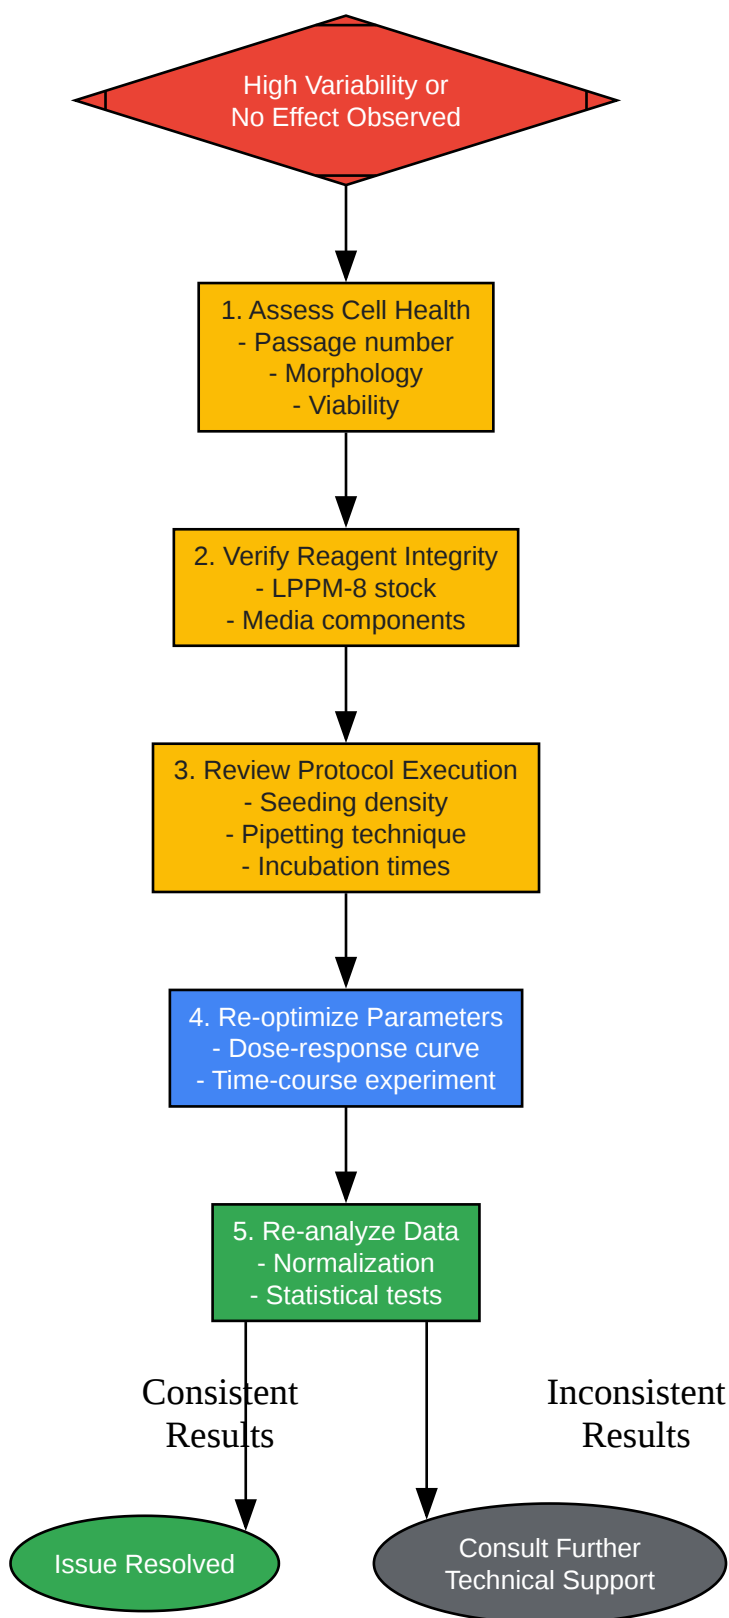 High Variability or
No Effect Observed
1. Assess Cell Health
- Passage number
- Morphology
- Viability
2. Verify Reagent Integrity
- LPPM-8 stock
- Media components
3. Review Protocol Execution
- Seeding density
- Pipetting technique
- Incubation times
4. Re-optimize Parameters
- Dose-response curve
- Time-course experiment
5. Re-analyze Data
- Normalization
- Statistical tests
Consistent
Results
Inconsistent
Results
Issue Resolved
Consult Further
Technical Support